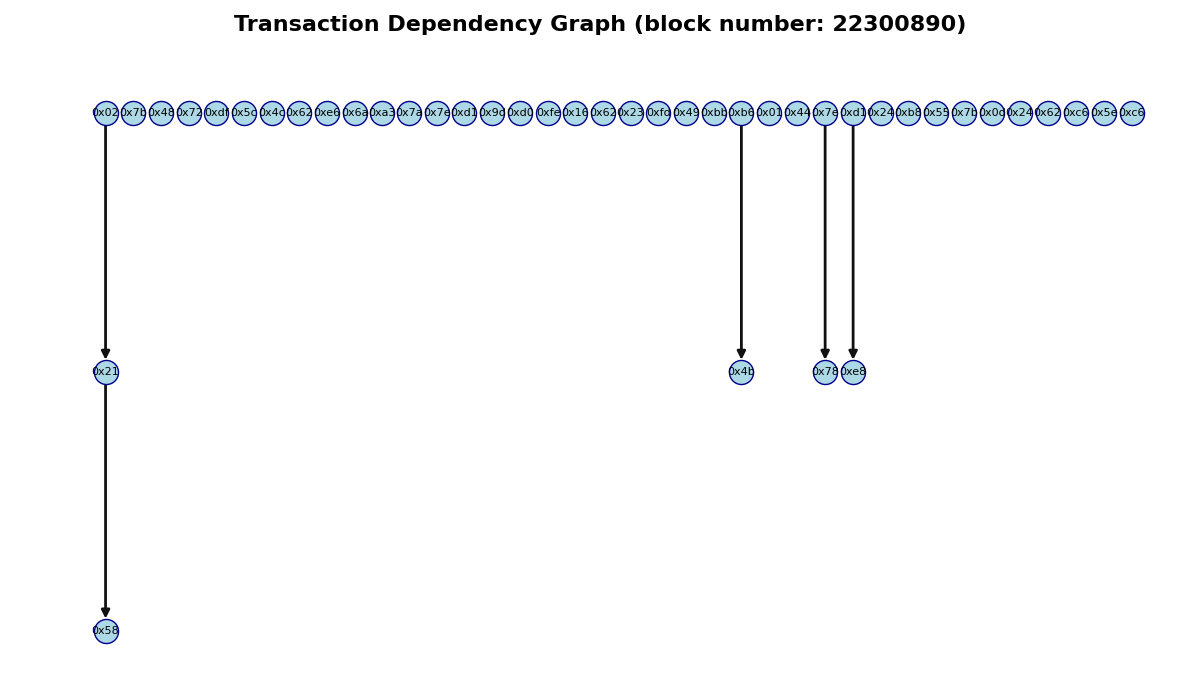 Transaction Dependency Graph (block number: 22300890)
0x02 0x7b 0x48 0x72 0xdf 0x5c 0x4c 0x62 0xe6 0x6a 0xa3 0x7a 0x7e 0xd1 0x9d 0xd0 0xfe 0x16 0x62 0x23 0xfd 0x49 0xbb 0xb6 0x01 0x44 0x7e 0xd1 0x24 0xb8 0x55 0x7b 0x0d 0x24 0x62 0xc6 0x5e 0xc6
0x21 0x4b 0x78 0xe8
0x58